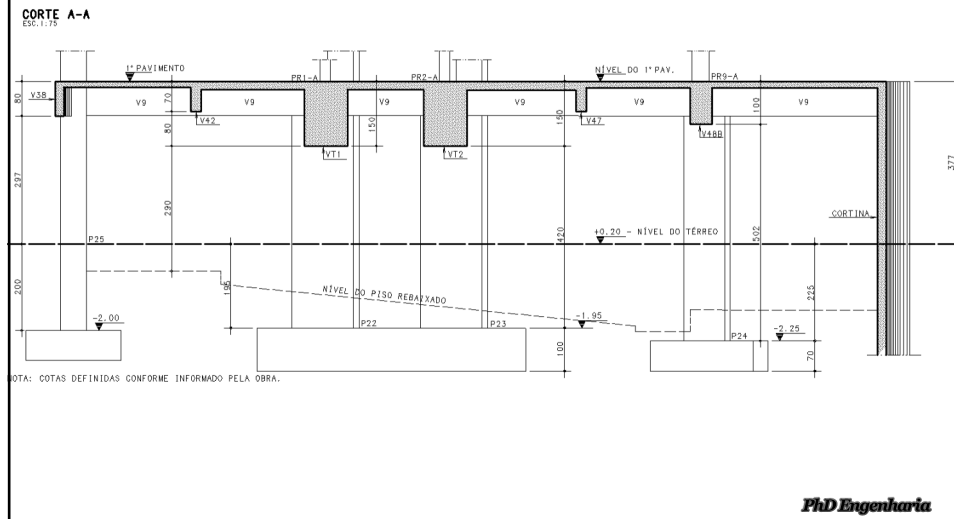 CORTE A-A
ESC.1:75
1° PAVIMENTO
NÍVEL DO 1° PAV.
PR1-A
PR2-A
PR9-A
V38
80
70
V9
V9
V9
V9
V9
V9
100
V42
V47
V48B
80
150
150
VT1
VT2
377
297
290
CORTINA
+0.20 - NÍVEL DO TÉRREO
P25
420
502
200
195
NÍVEL DO PISO REBAIXADO
225
-2.00
P22
P23
-1.95
P24
-2.25
100
70
NOTA: COTAS DEFINIDAS CONFORME INFORMADO PELA OBRA.
PhD Engenharia